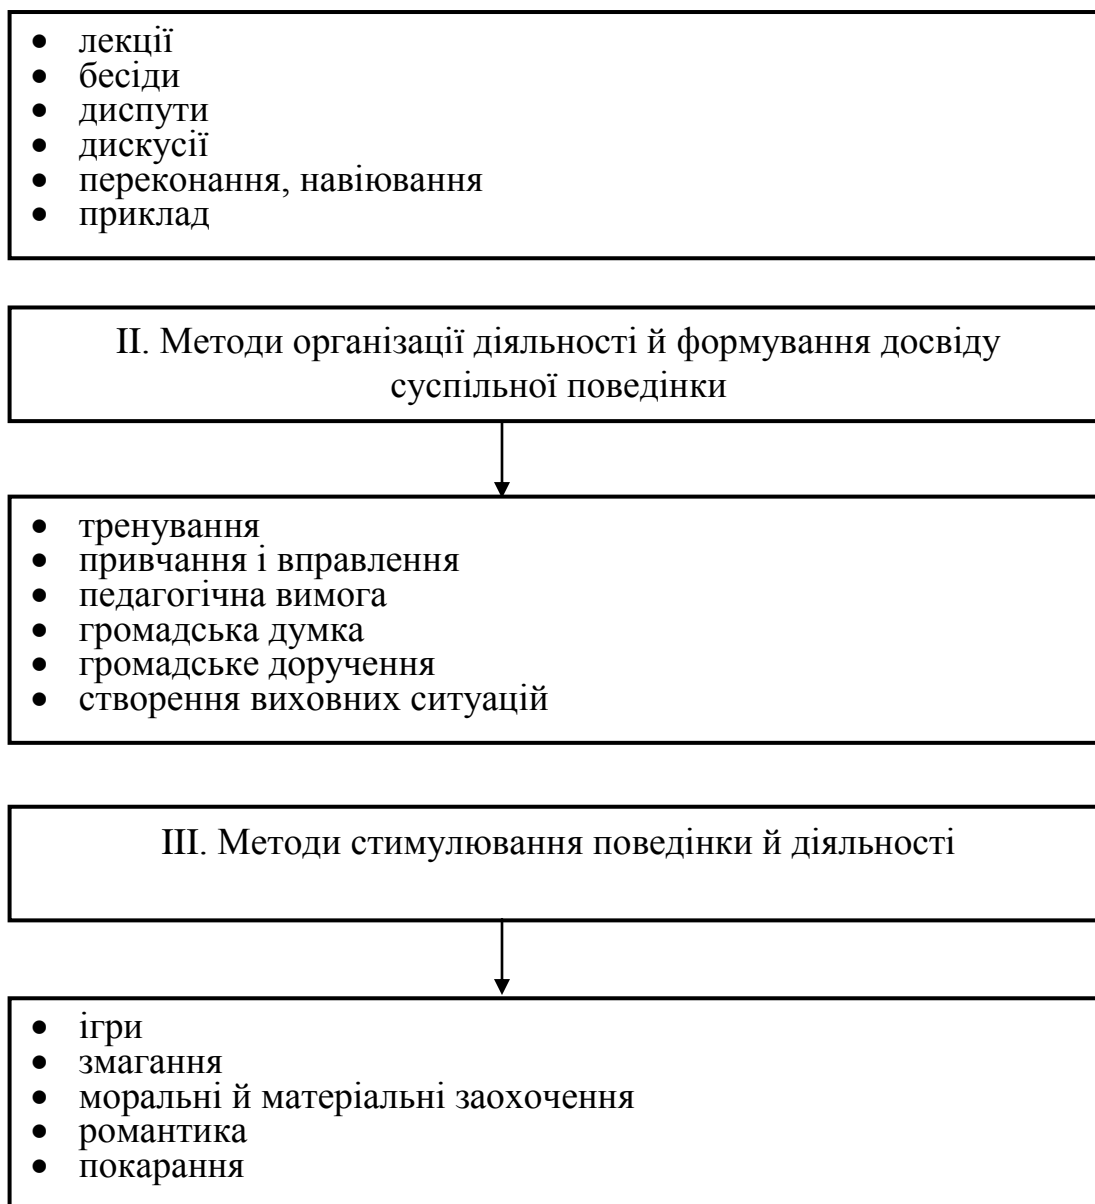 • лекції
• бесіди
• диспути
• дискусії
• переконання, навіювання
• приклад
II. Методи організації діяльності й формування досвіду
суспільної поведінки
• тренування
• привчання і вправлення
• педагогічна вимога
• громадська думка
• громадське доручення
• створення виховних ситуацій
III. Методи стимулювання поведінки й діяльності
• ігри
• змагання
• моральні й матеріальні заохочення
• романтика
• покарання